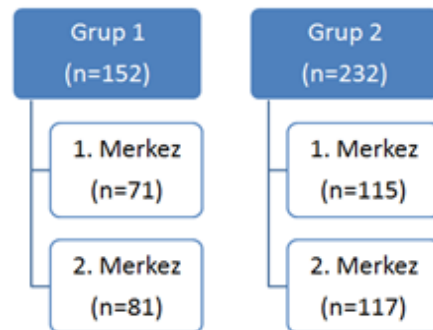 Grup 1
(n=152)
1. Merkez
(n=71)
2. Merkez
(n=81)
Grup 2
(n=232)
1. Merkez
(n=115)
2. Merkez
(n=117)